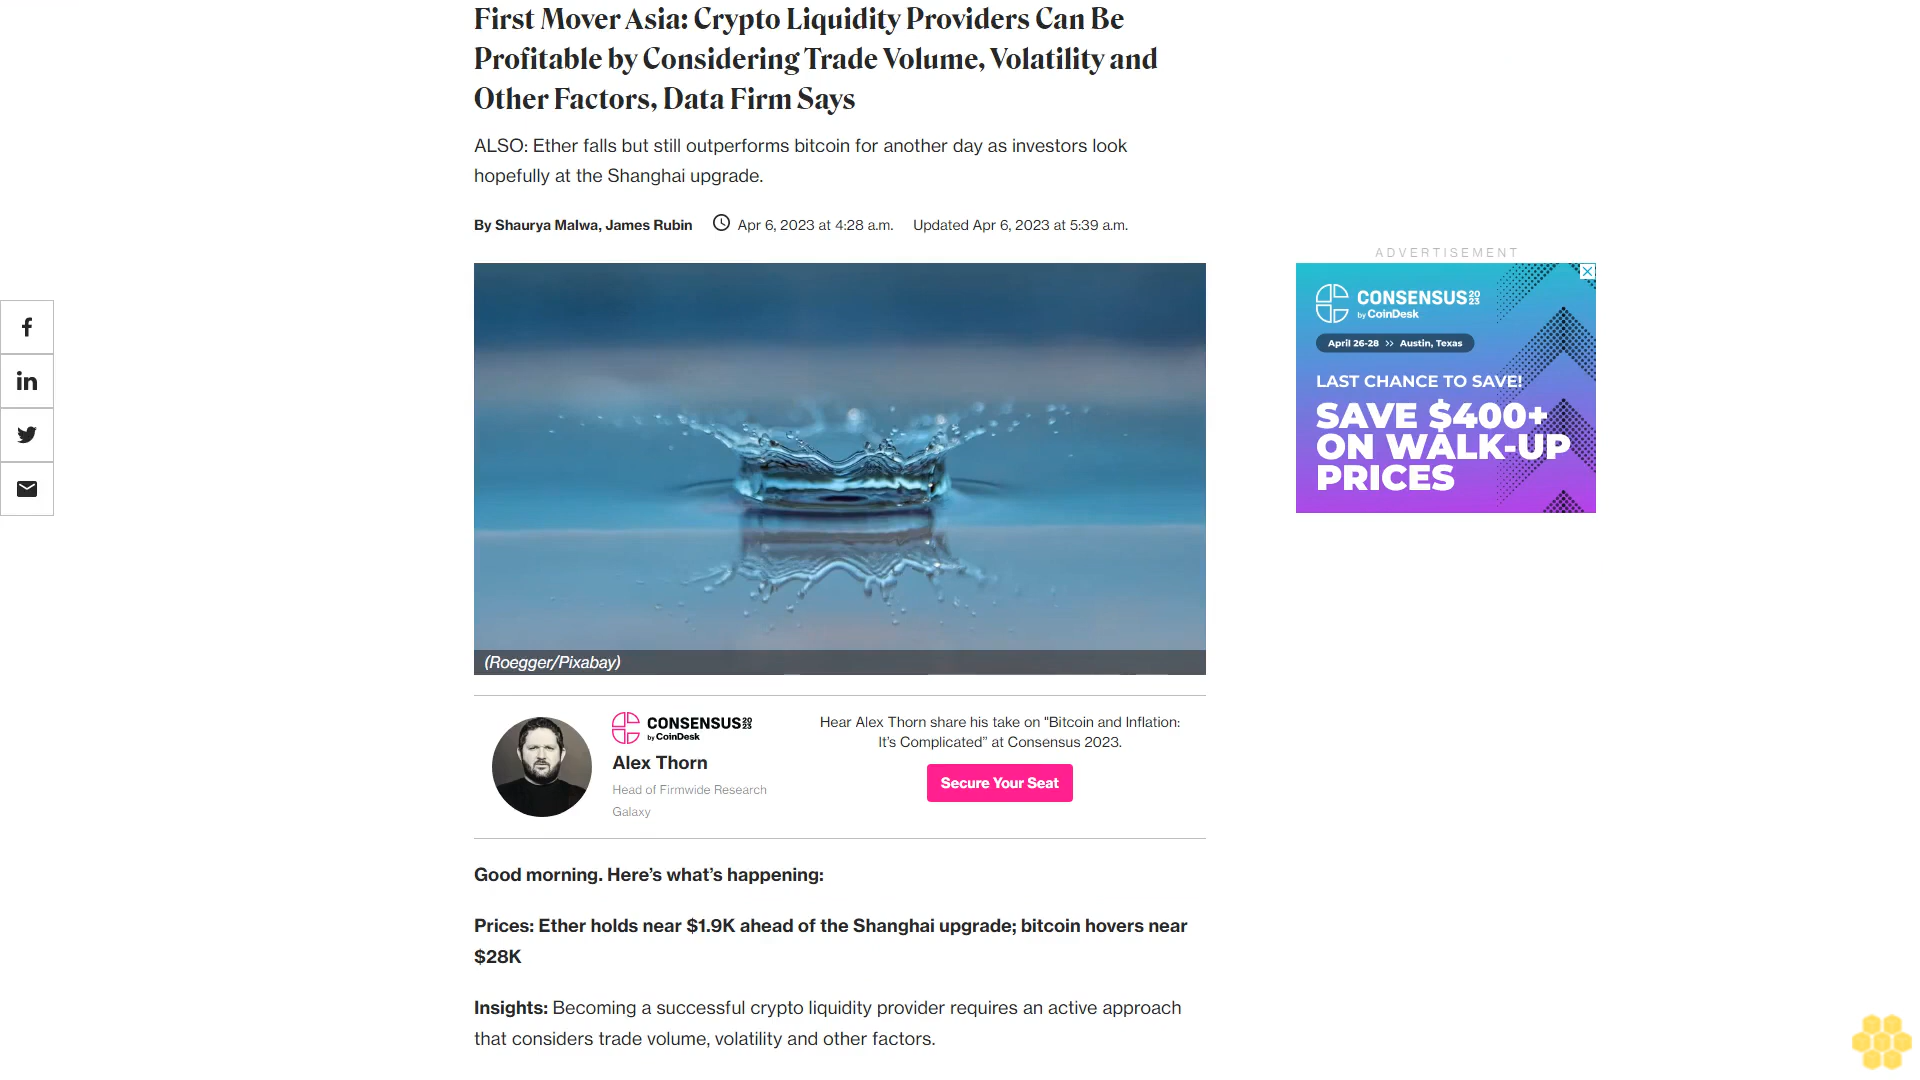 First Mover Asia: Crypto Liquidity Providers Can Be
Profitable by Considering Trade Volume, Volatility and
Other Factors, Data Firm Says
ALSO: Ether falls but still outperforms bitcoin for another day as investors look
hopefully at the Shanghai upgrade.
By Shaurya Malwa, James Rubin
Apr 6, 2023 at 4:28 a.m.
Updated Apr 6, 2023 at 5:39 a.m.
ADVERTISEMENT
CONSENSUS 2023
by CoinDesk
April 26-28 >> Austin, Texas
LAST CHANCE TO SAVE!
SAVE $400+
ON WALK-UP
PRICES
f
in
(Roegger/Pixabay)
CONSENSUS 2023
by CoinDesk
Alex Thorn
Head of Firmwide Research
Galaxy
Hear Alex Thorn share his take on "Bitcoin and Inflation:
It’s Complicated” at Consensus 2023.
Secure Your Seat
Good morning. Here’s what’s happening:
Prices: Ether holds near $1.9K ahead of the Shanghai upgrade; bitcoin hovers near
$28K
Insights: Becoming a successful crypto liquidity provider requires an active approach
that considers trade volume, volatility and other factors.